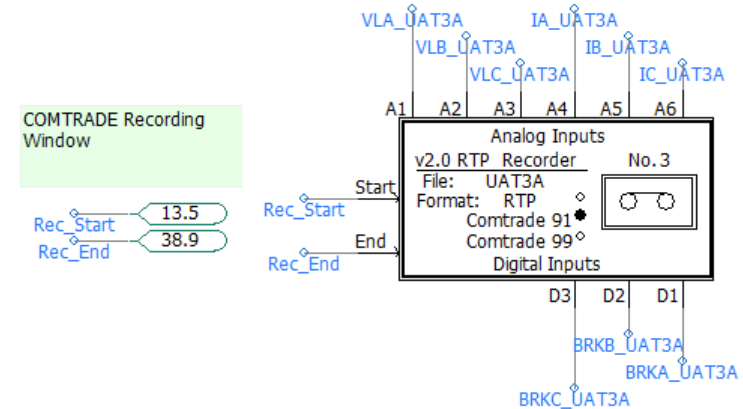 VLA_UAT3A IA_UAT3A
VLB_UAT3A IB_UAT3A
VLC_UAT3A IC_UAT3A
A1 A2 A3 A4 A5 A6
COMTRADE Recording
Window
Analog Inputs
v2.0 RTP Recorder No. 3
File: UAT3A
Format: RTP
Comtrade 91
Comtrade 99
Digital Inputs
Start
Rec_Start
End
Rec_End
Rec_Start 13.5
Rec_End 38.9
D3 D2 D1
BRKB_UAT3A
BRKA_UAT3A
BRKC_UAT3A